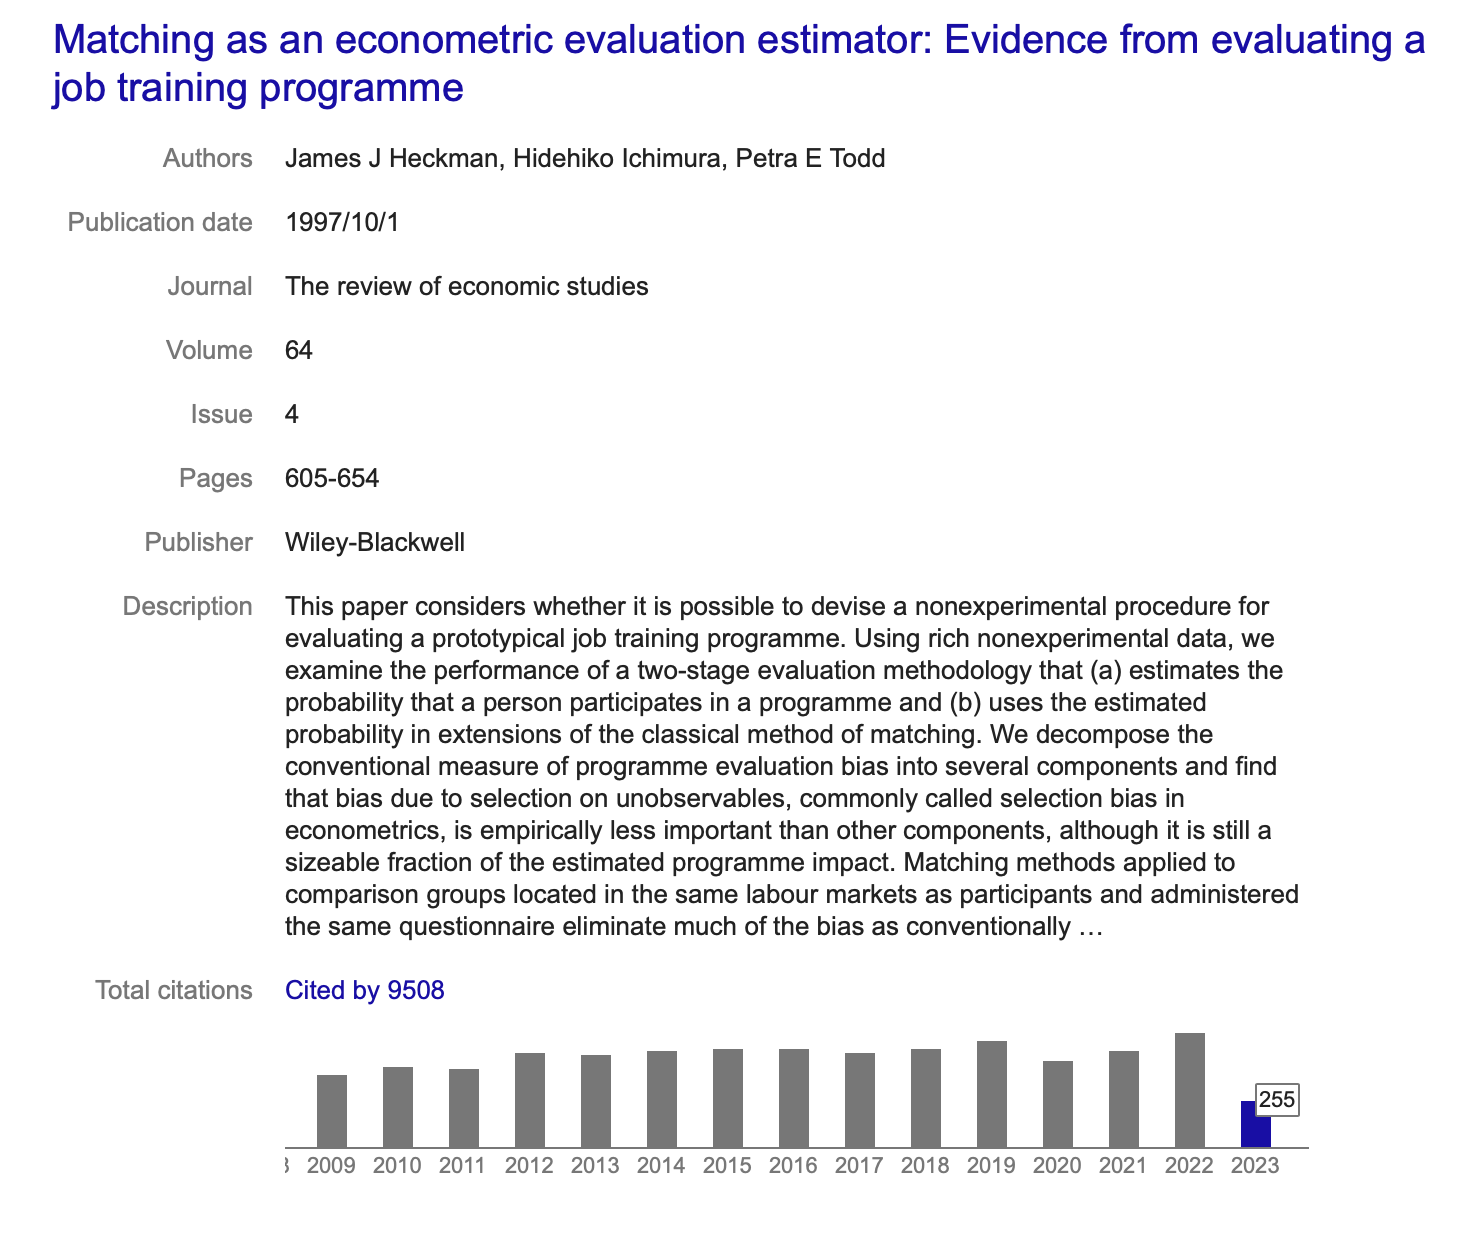 Matching as an econometric evaluation estimator: Evidence from evaluating a
job training programme
Authors James J Heckman, Hidehiko Ichimura, Petra E Todd
Publication date 1997/10/1
Journal The review of economic studies
Volume 64
Issue 4
Pages 605-654
Publisher Wiley-Blackwell
Description This paper considers whether it is possible to devise a nonexperimental procedure for
evaluating a prototypical job training programme. Using rich nonexperimental data, we
examine the performance of a two-stage evaluation methodology that (a) estimates the
probability that a person participates in a programme and (b) uses the estimated
probability in extensions of the classical method of matching. We decompose the
conventional measure of programme evaluation bias into several components and find
that bias due to selection on unobservables, commonly called selection bias in
econometrics, is empirically less important than other components, although it is still a
sizeable fraction of the estimated programme impact. Matching methods applied to
comparison groups located in the same labour markets as participants and administered
the same questionnaire eliminate much of the bias as conventionally …
Total citations Cited by 9508
255
2009 2010 2011 2012 2013 2014 2015 2016 2017 2018 2019 2020 2021 2022 2023